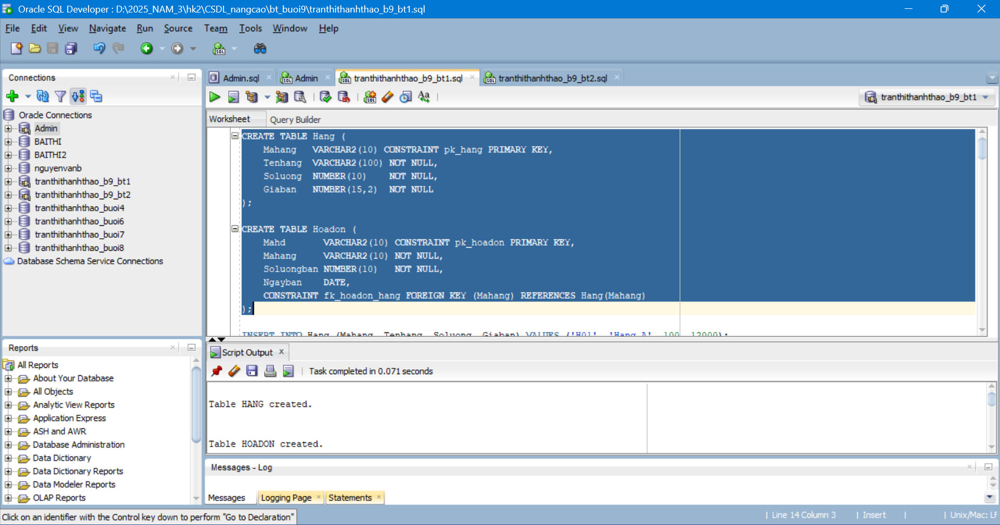 Oracle SQL Developer : D:\2025_NAM_3\hk2\CSDL_nangcao\bt_buoi9\tranthithanhthao_b9_bt1.sql
File Edit View Navigate Run Source Team Tools Window Help
Connections
Oracle Connections
Admin
BAITHI
BAITHI2
nguyenvanb
tranthithanhthao_b9_bt1
tranthithanhthao_b9_bt2
tranthithanhthao_buoi4
tranthithanhthao_buoi6
tranthithanhthao_buoi7
tranthithanhthao_buoi8
Database Schema Service Connections
Reports
All Reports
About Your Database
All Objects
Analytic View Reports
Application Express
ASH and AWR
Database Administration
Data Dictionary
Data Dictionary Reports
Data Modeler Reports
OLAP Reports
Admin.sql Admin tranthithanhthao_b9_bt1.sql tranthithanhthao_b9_bt2.sql
tranthithanhthao_b9_bt1
Worksheet Query Builder
CREATE TABLE Hang (
    Mahang   VARCHAR2(10) CONSTRAINT pk_hang PRIMARY KEY,
    Tenhang  VARCHAR2(100) NOT NULL,
    Soluong  NUMBER(10)    NOT NULL,
    Giaban   NUMBER(15,2)  NOT NULL
);
CREATE TABLE Hoadon (
    Mahd       VARCHAR2(10) CONSTRAINT pk_hoadon PRIMARY KEY,
    Mahang     VARCHAR2(10) NOT NULL,
    Soluongban NUMBER(10)   NOT NULL,
    Ngayban    DATE,
    CONSTRAINT fk_hoadon_hang FOREIGN KEY (Mahang) REFERENCES Hang(Mahang)
);
INSERT INTO Hang (Mahang, Tenhang, Soluong, Giaban) VALUES ('H01', 'Hang A', 100, 12000);
Script Output
Task completed in 0.071 seconds
Table HANG created.
Table HOADON created.
Messages - Log
Messages Logging Page Statements
Click on an identifier with the Control key down to perform "Go to Declaration"
Line 14 Column 3 Insert Unix/Mac: LF